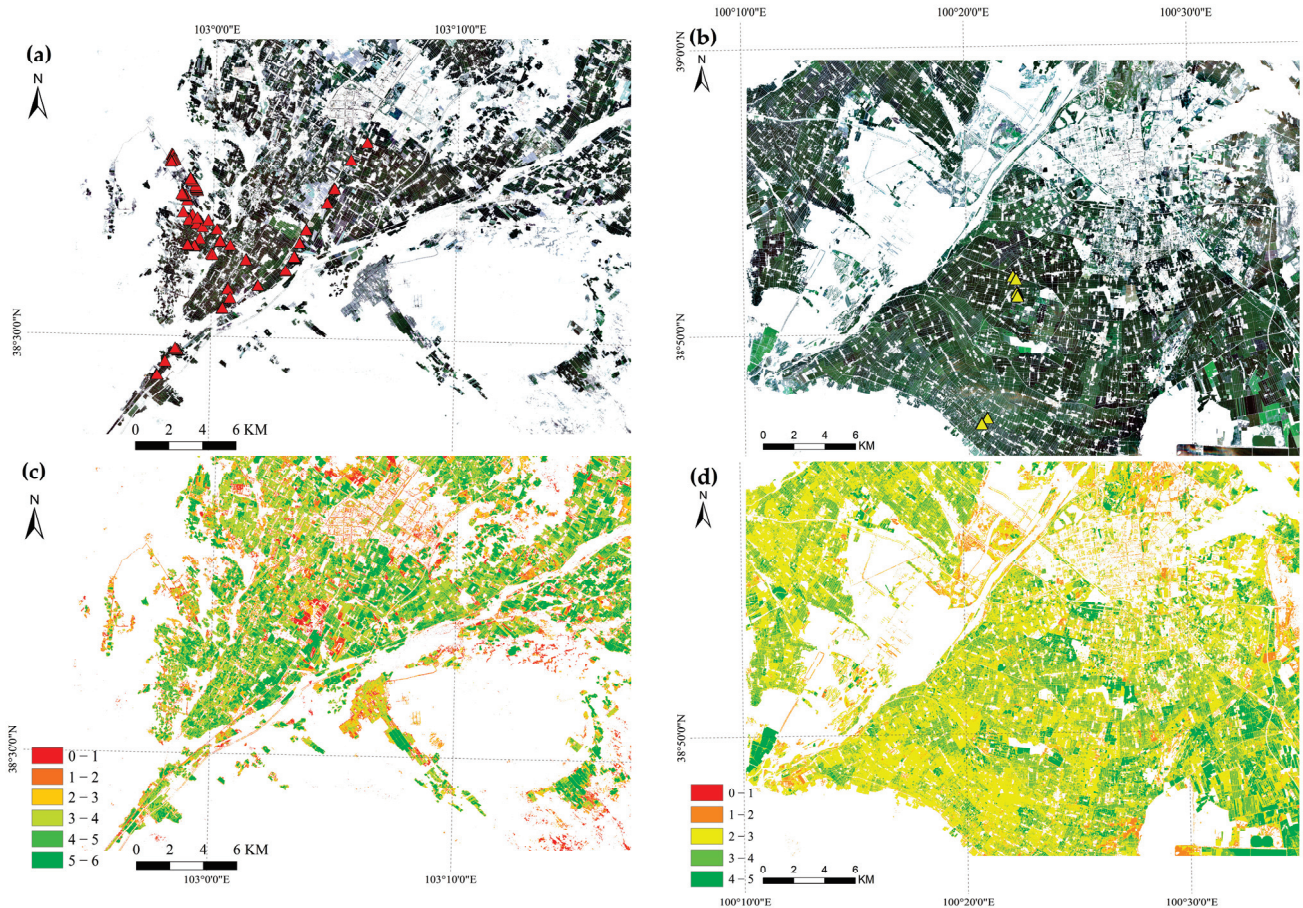 103°0'0"E 103°10'0"E
(a)
N
38°30'0"N
0 2 4 6 KM
100°10'0"E 100°20'0"E 100°30'0"E
(b)
39°0'0"N
N
38°50'0"N
0 2 4 6
KM
(c)
N
38°30'0"N
0 – 1
1 – 2
2 – 3
3 – 4
4 – 5
5 – 6
0 2 4 6 KM
103°0'0"E 103°10'0"E
(d)
N
38°50'0"N
0 – 1
1 – 2
2 – 3
3 – 4
4 – 5
0 2 4 6
KM
100°10'0"E 100°20'0"E 100°30'0"E